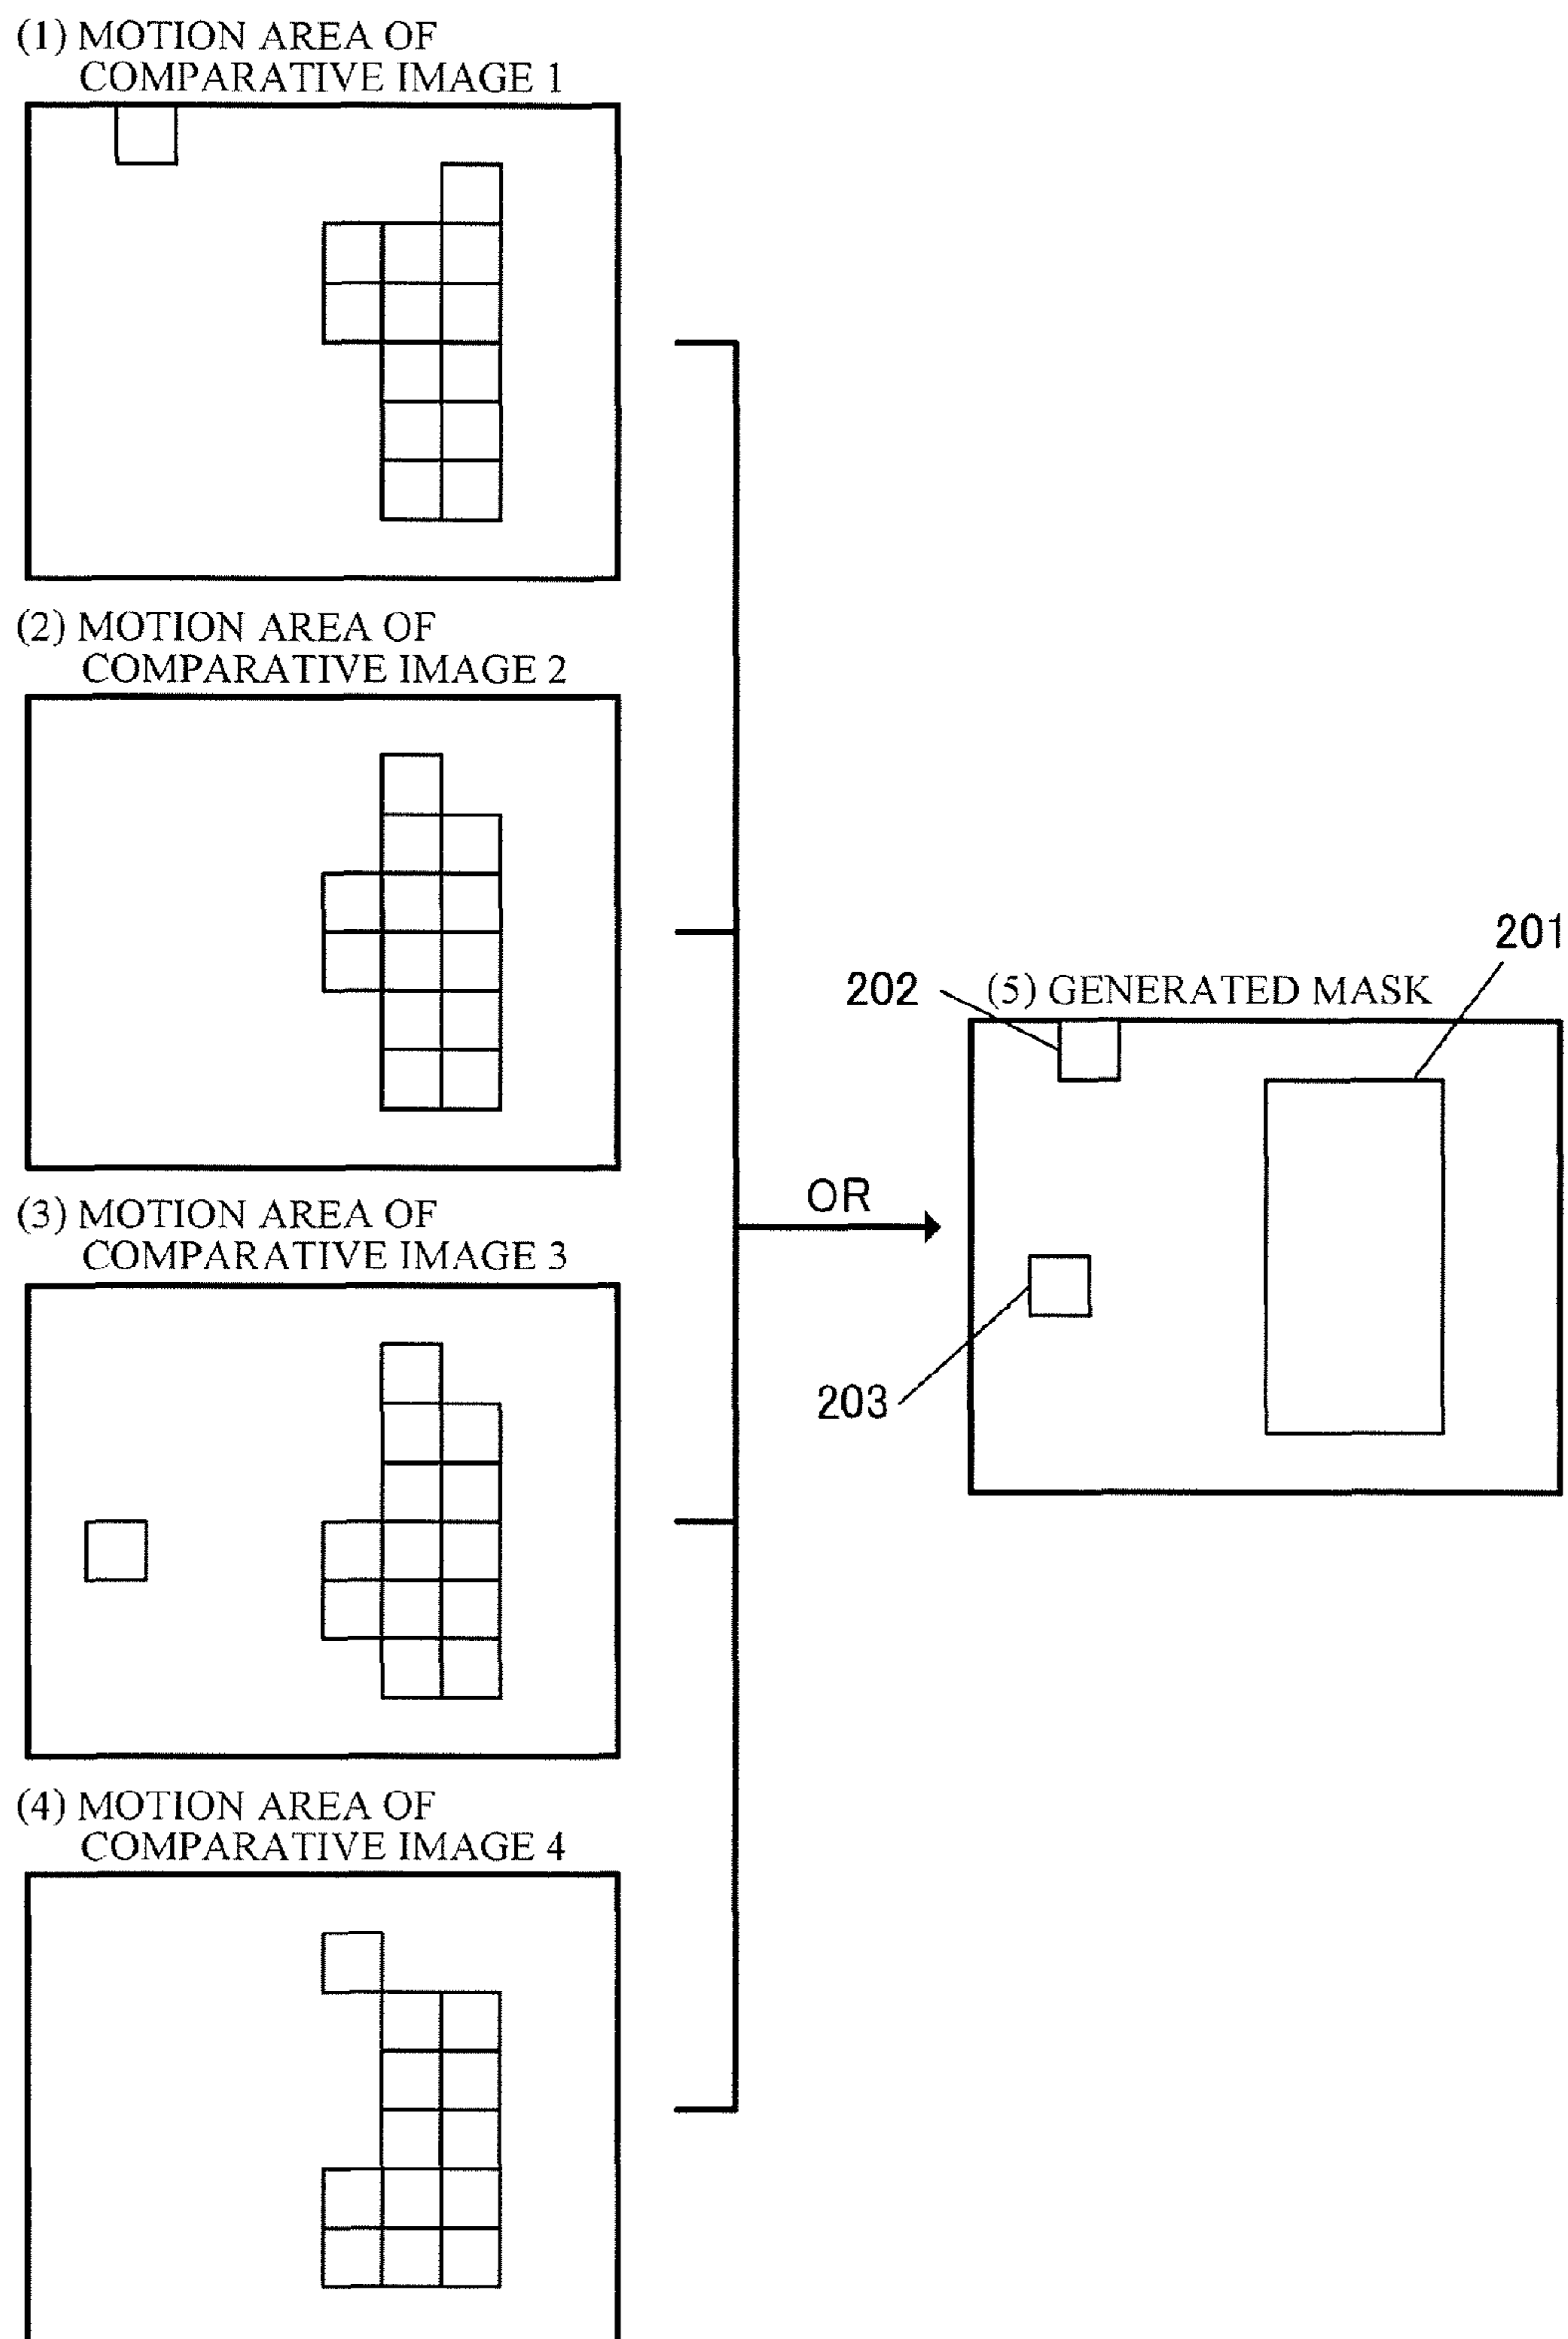 (1) MOTION AREA OF
COMPARATIVE IMAGE 1
(2) MOTION AREA OF
COMPARATIVE IMAGE 2
(3) MOTION AREA OF
COMPARATIVE IMAGE 3
(4) MOTION AREA OF
COMPARATIVE IMAGE 4
OR
201
202
(5) GENERATED MASK
203